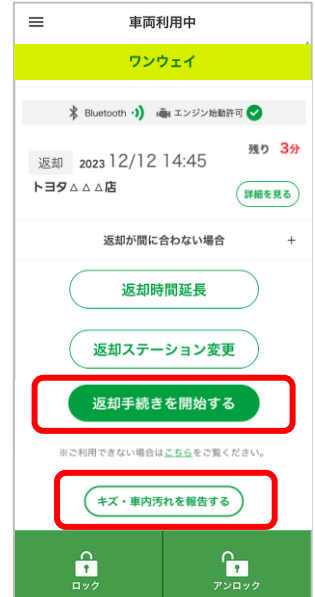 車両利用中
ワンウェイ
Bluetooth エンジン始動許可
返却 2023 12/12 14:45 残り 3分
トヨタ△△△店 詳細を見る
返却が間に合わない場合 +
返却時間延長
返却ステーション変更
返却手続きを開始する
※ご利用できない場合はこちらをご覧ください。
キズ・車内汚れを報告する
ロック アンロック